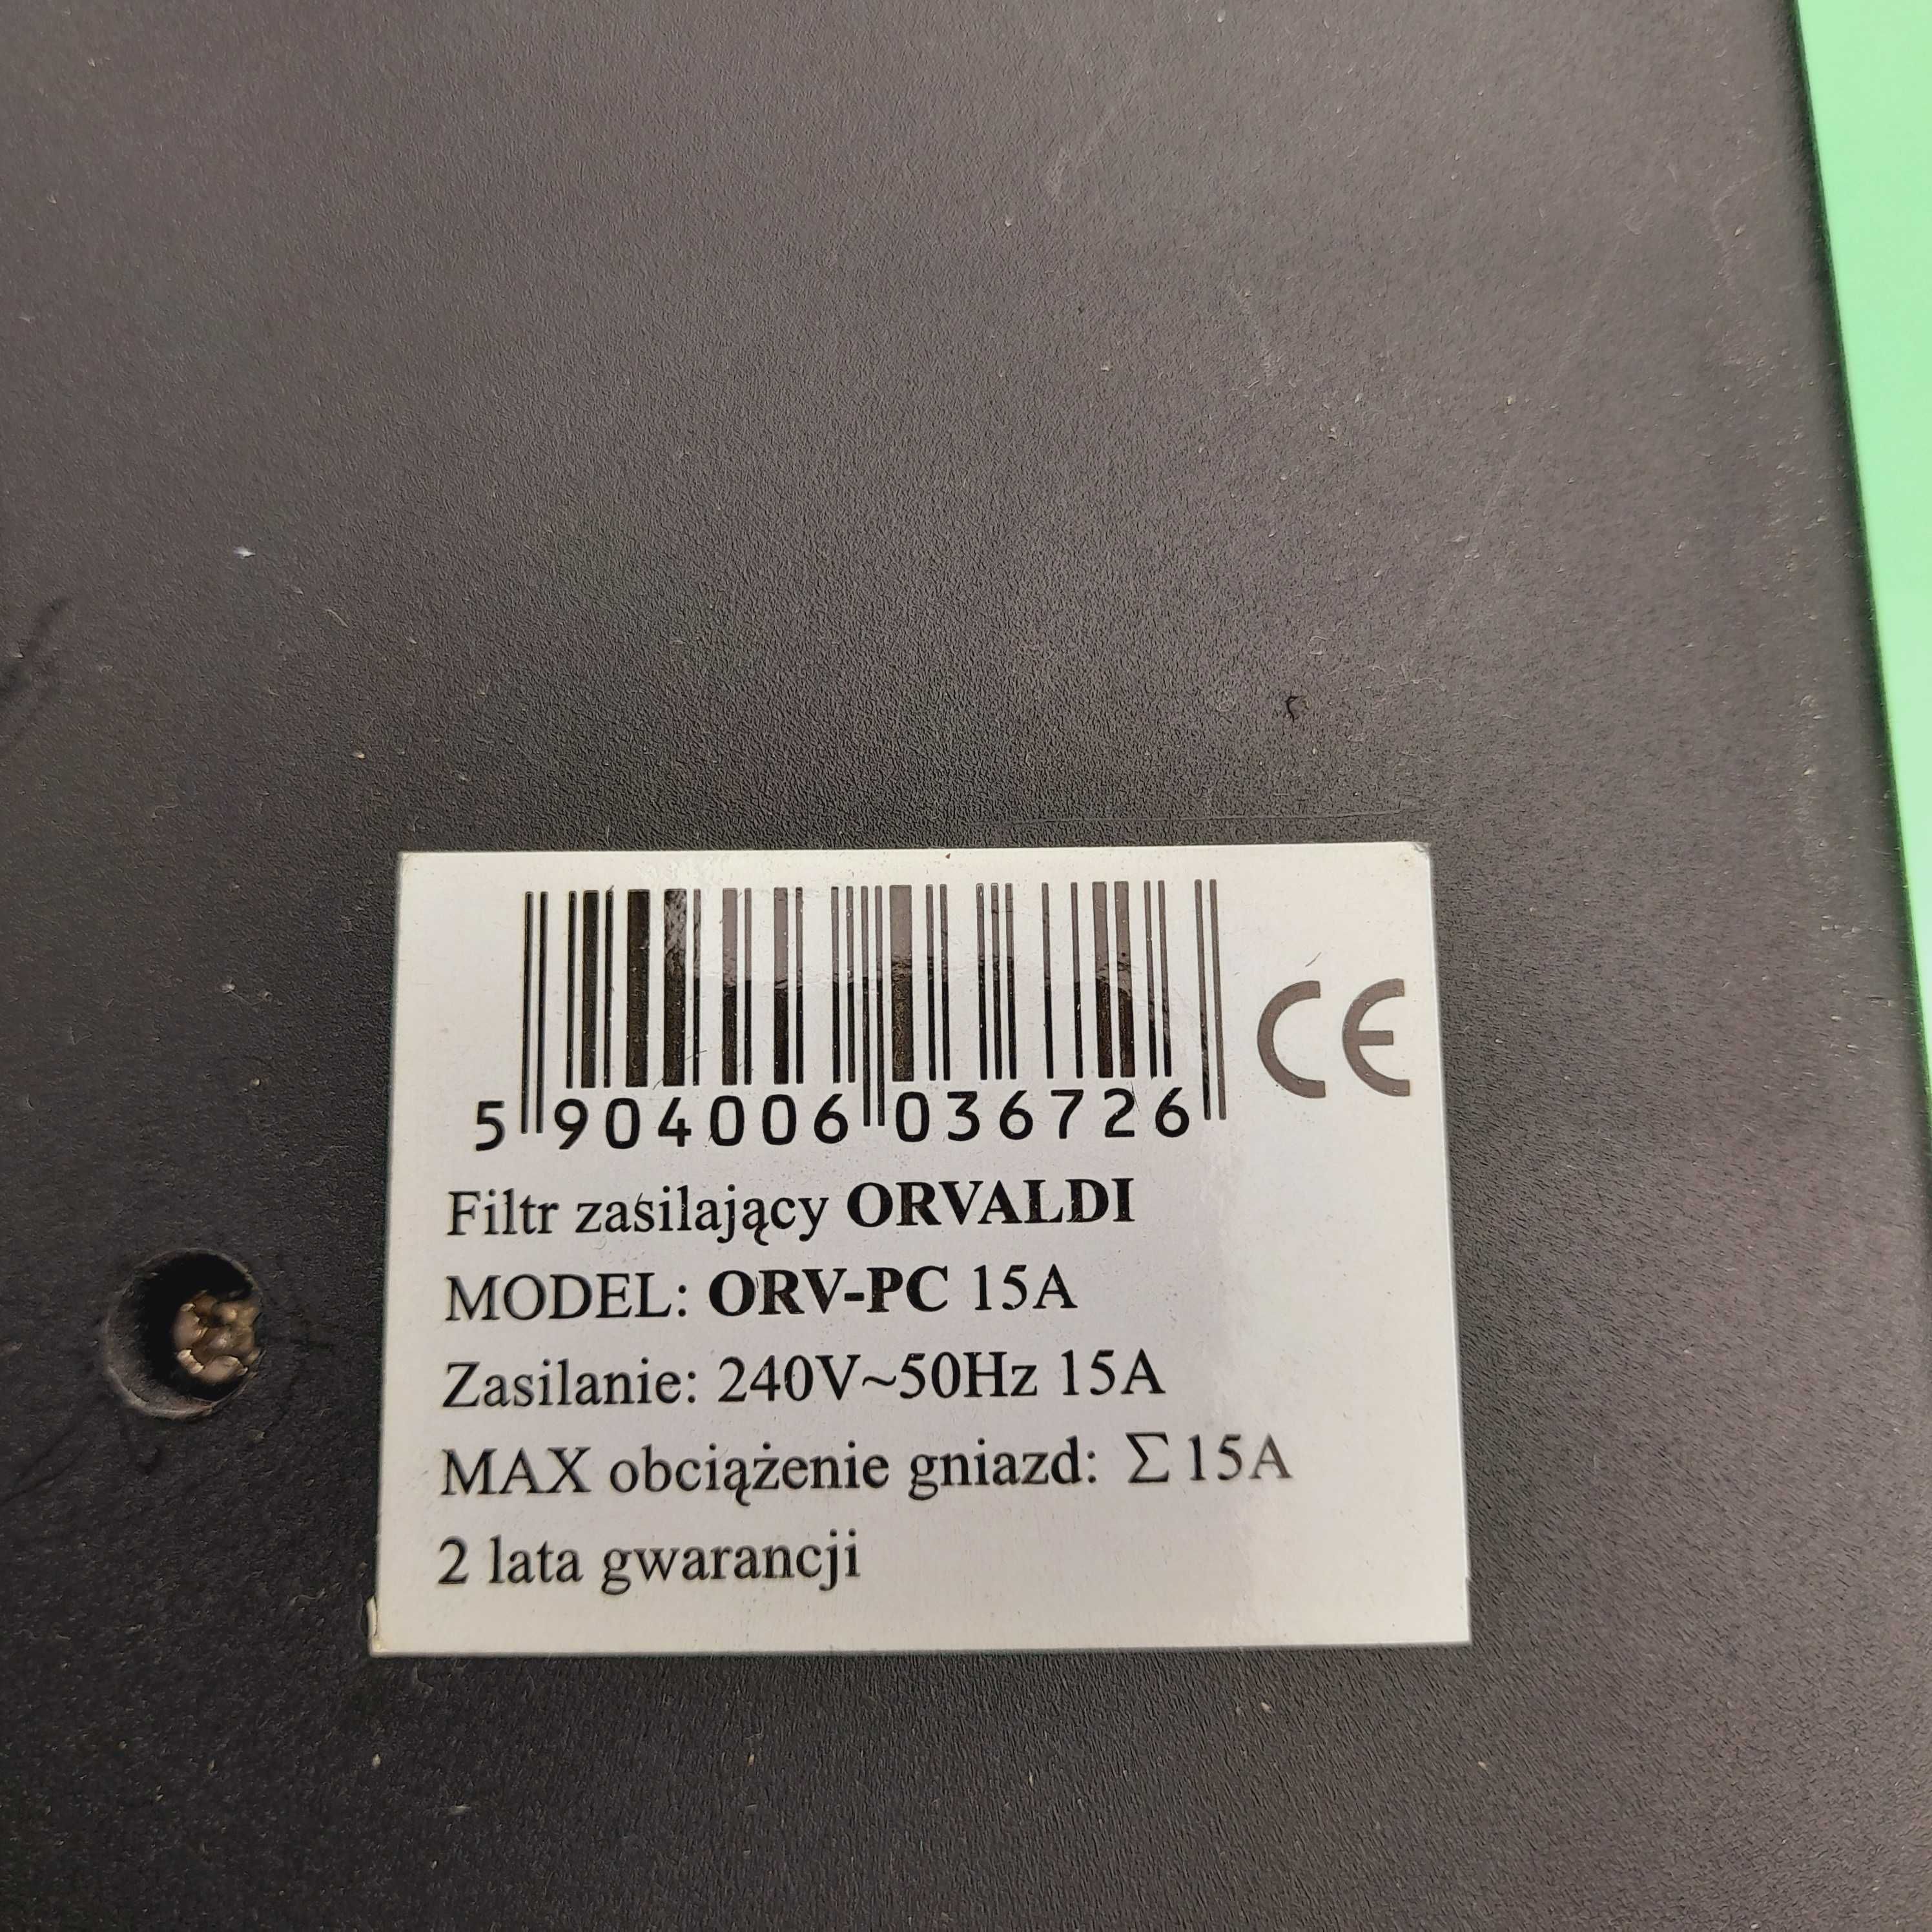 CE
5 904006 036726
Filtr zasilający ORVALDI
MODEL: ORV-PC 15A
Zasilanie: 240V~50Hz 15A
MAX obciążenie gniazd: Σ 15A
2 lata gwarancji